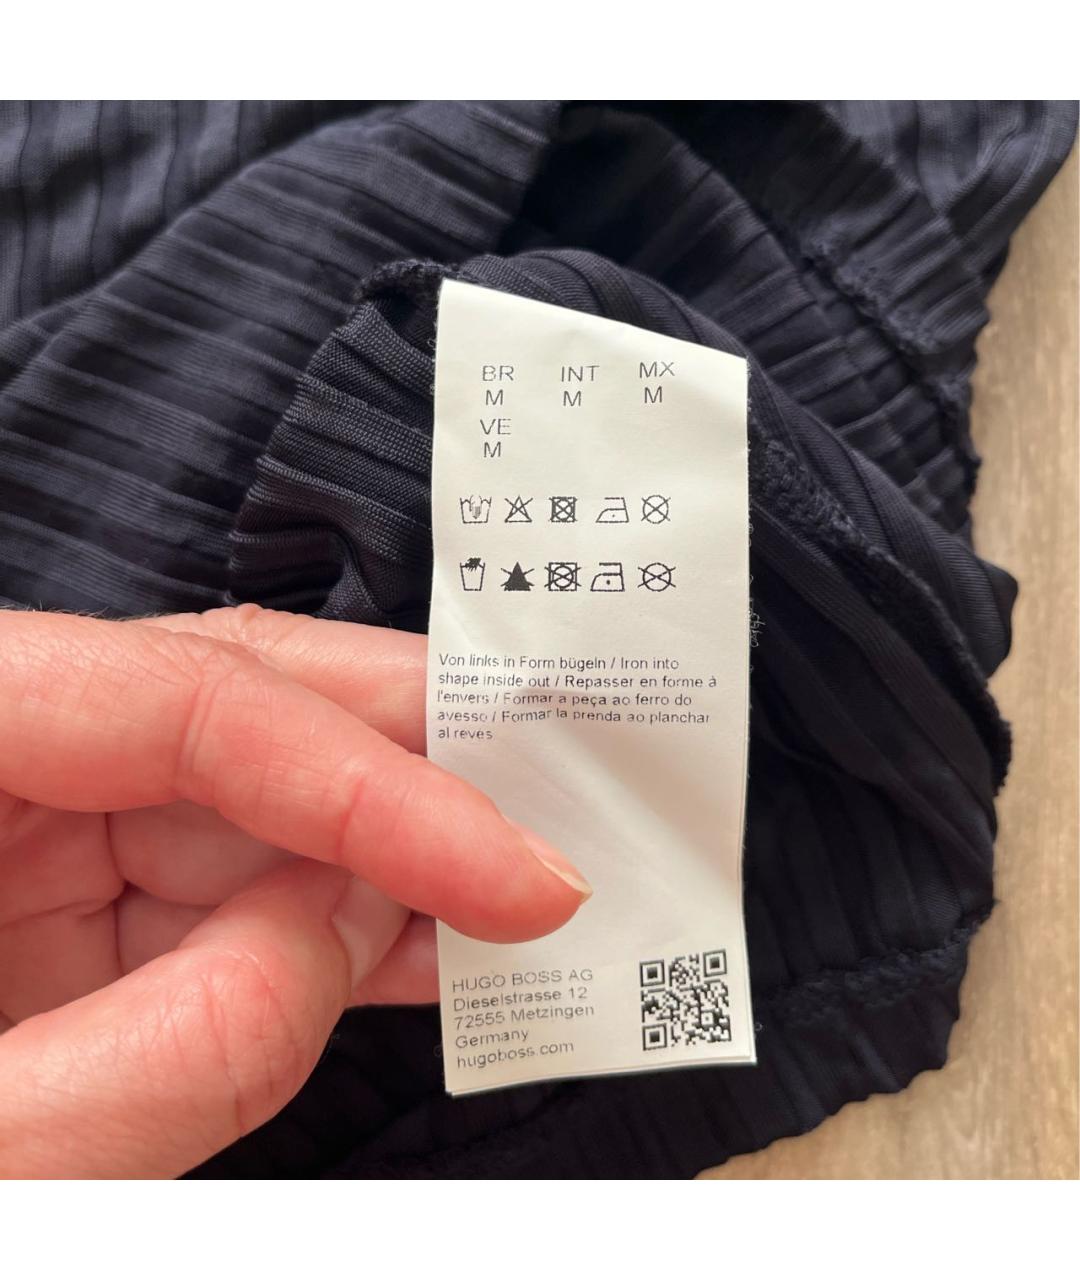 BR INT MX
M M M
VE
M
Von links in Form bügeln / Iron into
shape inside out / Repasser en forme à
l'envers / Formar a peça ao ferro do
avesso / Formar la prenda ao planchar
al reves
HUGO BOSS AG
Dieselstrasse 12
72555 Metzingen
Germany
hugoboss.com